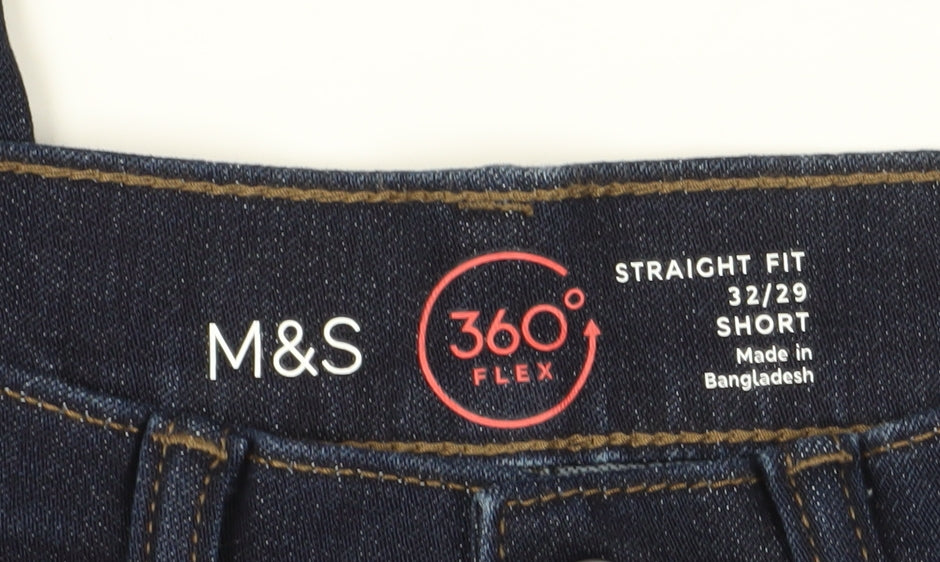 M&S
360°
FLEX
STRAIGHT FIT
32/29
SHORT
Made in
Bangladesh